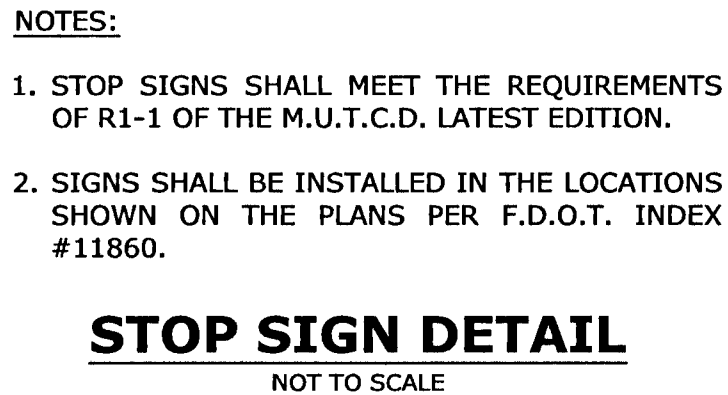 NOTES:
1. STOP SIGNS SHALL MEET THE REQUIREMENTS
OF R1-1 OF THE M.U.T.C.D. LATEST EDITION.
2. SIGNS SHALL BE INSTALLED IN THE LOCATIONS
SHOWN ON THE PLANS PER F.D.O.T. INDEX
#11860.
STOP SIGN DETAIL
NOT TO SCALE